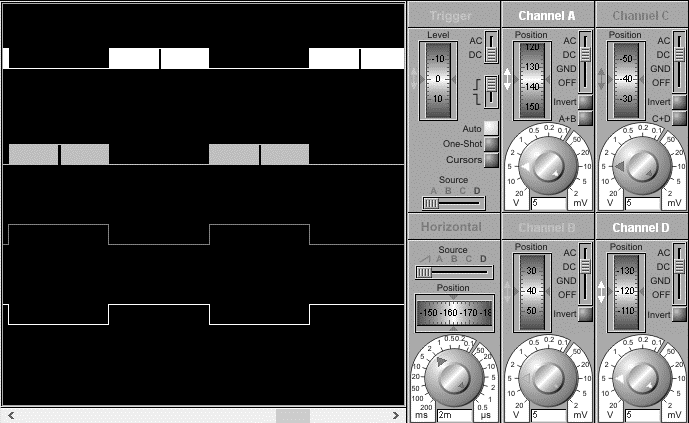 Trigger
Level
-10
0
10
AC
DC
Auto
One-Shot
Cursors
Source
A B C D
Channel A
Position
120
130
140
150
AC
DC
GND
OFF
Invert
A+B
5
V
mV
Channel C
Position
-50
-40
-30
AC
DC
GND
OFF
Invert
C+D
5
V
mV
Horizontal
Source
A B C D
Position
-150 -160 -170 -18
ms
2m
µs
Channel B
Position
30
40
50
AC
DC
GND
OFF
Invert
5
V
mV
Channel D
Position
-130
-120
-110
AC
DC
GND
OFF
Invert
5
V
mV